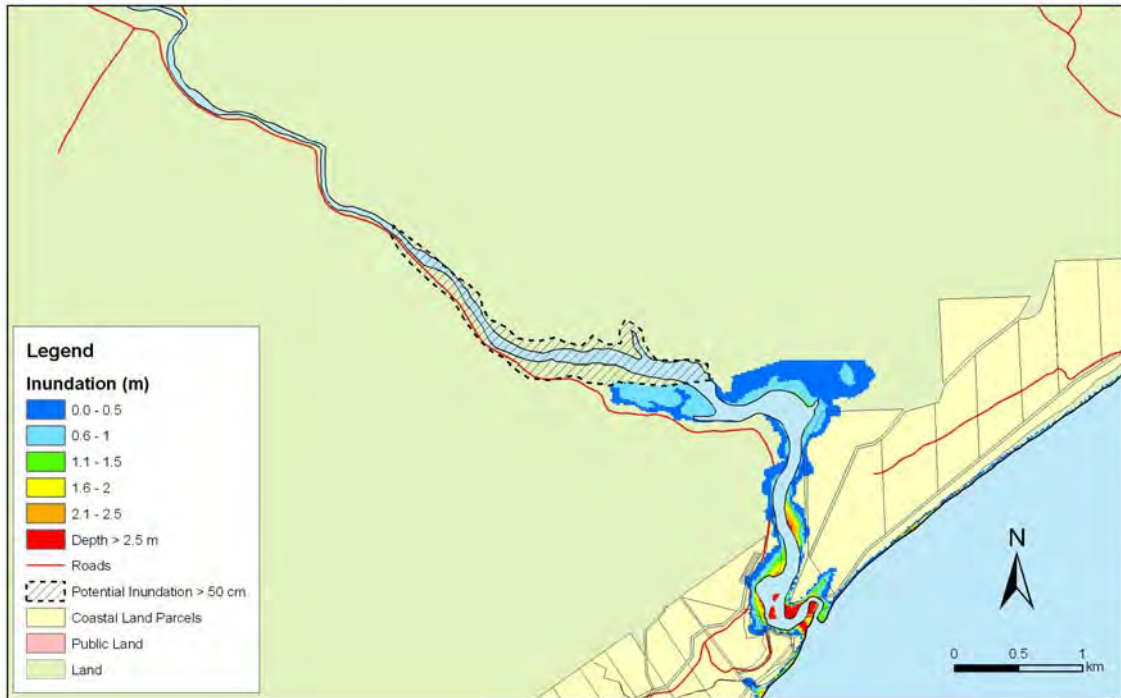 Legend
Inundation (m)
0.0 - 0.5
0.6 - 1
1.1 - 1.5
1.6 - 2
2.1 - 2.5
Depth > 2.5 m
Roads
Potential Inundation > 50 cm
Coastal Land Parcels
Public Land
Land
N
0 0.5 1
km